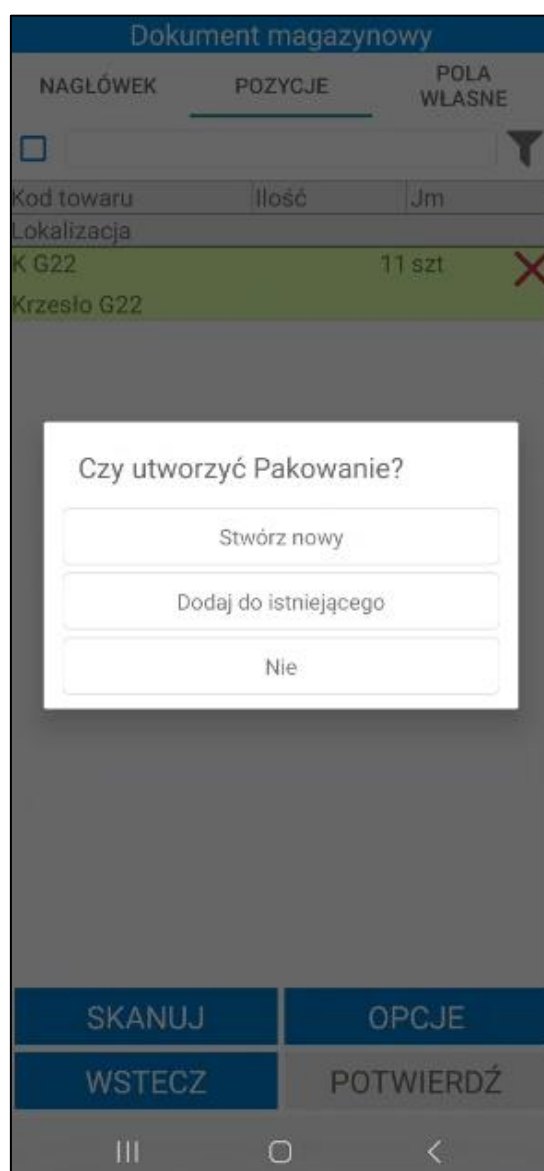 Dokument magazynowy
NAGŁÓWEK
POZYCJE
POLA
WŁASNE
Kod towaru Ilość Jm
Lokalizacja
K G22 11 szt
Krzesło G22
Czy utworzyć Pakowanie?
Stwórz nowy
Dodaj do istniejącego
Nie
SKANUJ OPCJE
WSTECZ POTWIERDŹ